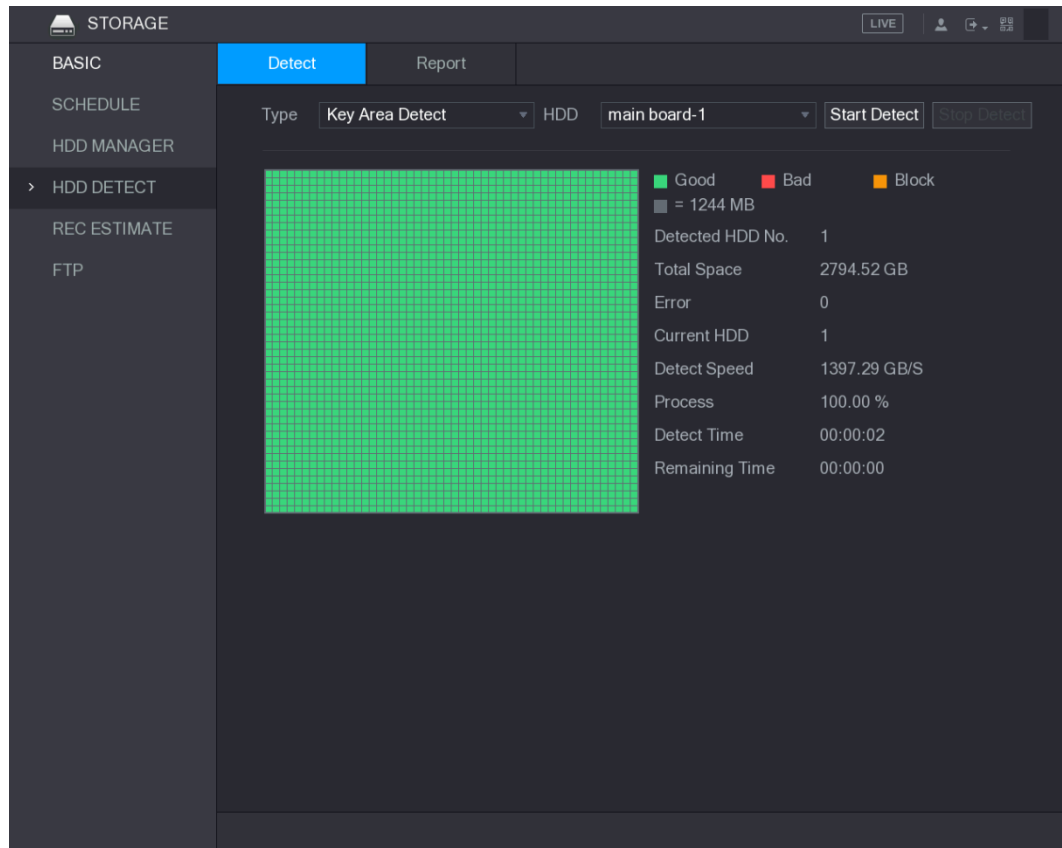 STORAGE
LIVE
BASIC
SCHEDULE
HDD MANAGER
HDD DETECT
REC ESTIMATE
FTP
Detect Report
Type Key Area Detect HDD main board-1 Start Detect Stop Detect
Good Bad Block
= 1244 MB
Detected HDD No. 1
Total Space 2794.52 GB
Error 0
Current HDD 1
Detect Speed 1397.29 GB/S
Process 100.00 %
Detect Time 00:00:02
Remaining Time 00:00:00